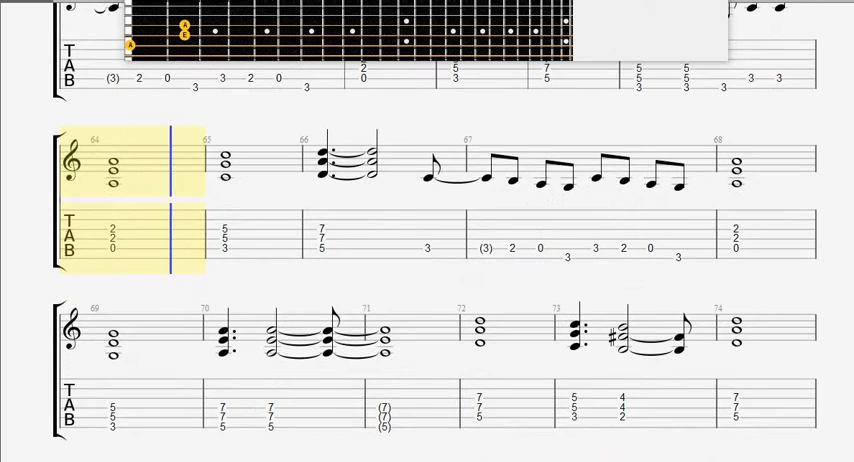 A
E
T
A
B
2 5 7 5 5
(3) 2 0 3 2 0 0 3 5 5 5 3 3
3 3 3 3 3
64 65 66 67 68
T
A
B
2 5 7 2
2 5 7 2
0 3 5 3 (3) 2 0 3 2 0 0
3 3
69 70 71 72 73 74
T
A
B
7 5 4 7
5 7 7 (7) 7 5 4 7
5 7 7 (7) 5 3 2 5
3 5 5 (5)